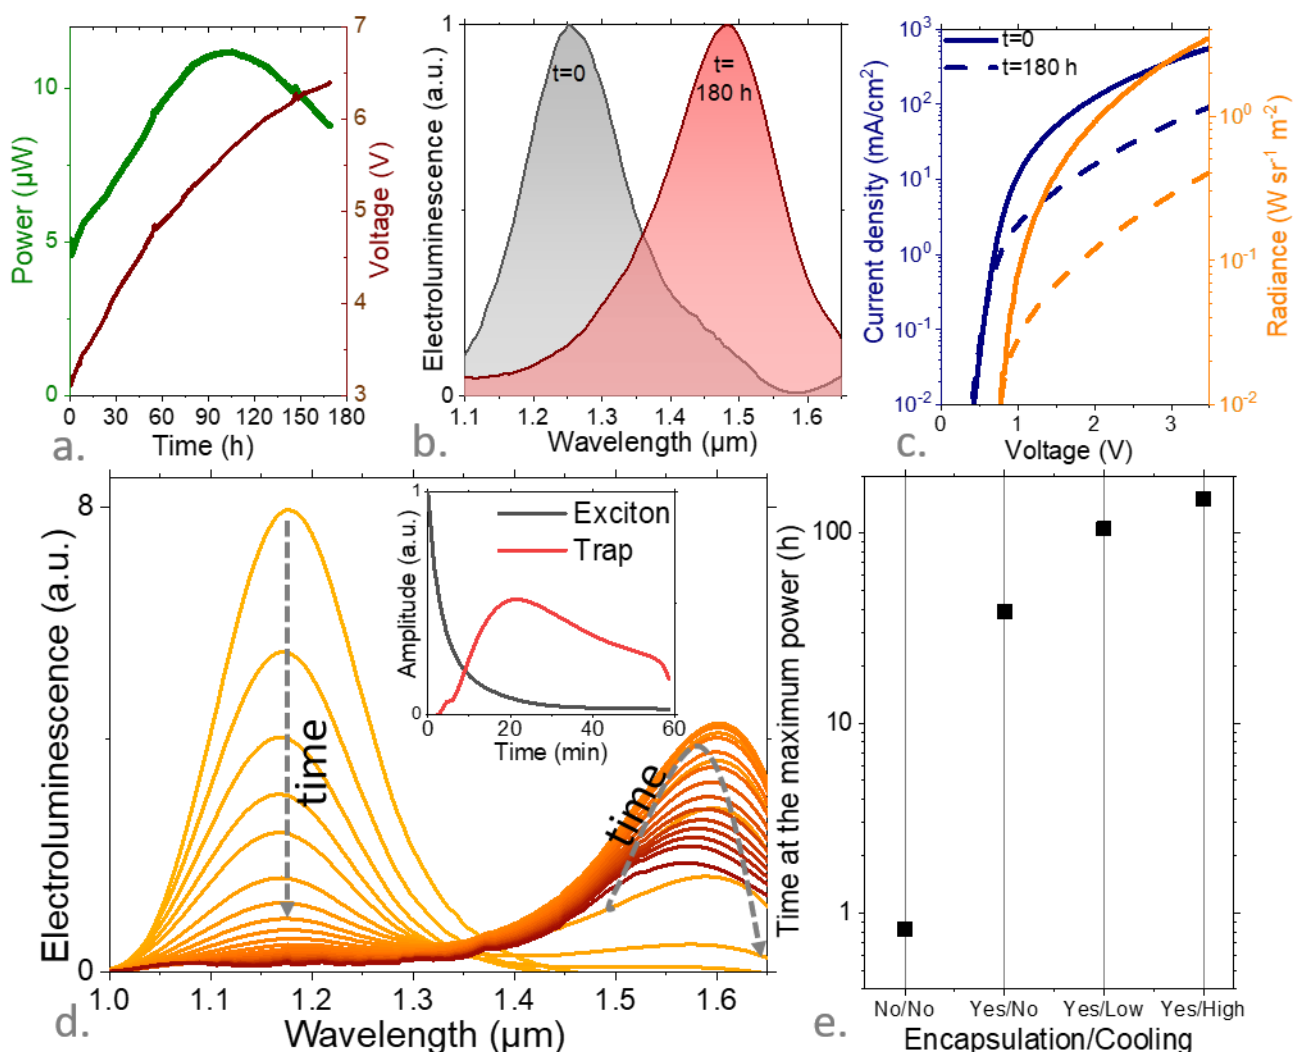 Power (µW)
10
5
0
0 30 60 90 120 150 180
Time (h)
7
6
5
4
3
Voltage (V)
a.
Electroluminescence (a.u.)
1
0
t=0
t=
180 h
1.1 1.2 1.3 1.4 1.5 1.6
Wavelength (µm)
b.
Current density (mA/cm²)
10³
10²
10¹
10⁰
10⁻¹
10⁻²
t=0
t=180 h
0 1 2 3
Voltage (V)
10⁰
10⁻¹
10⁻²
Radiance (W sr⁻¹ m⁻²)
c.
Electroluminescence (a.u.)
8
0
time
time
1.0 1.1 1.2 1.3 1.4 1.5 1.6
Wavelength (µm)
d.
Amplitude (a.u.)
1
0
Exciton
Trap
0 20 40 60
Time (min)
Time at the maximum power (h)
100
10
1
No/No Yes/No Yes/Low Yes/High
Encapsulation/Cooling
e.